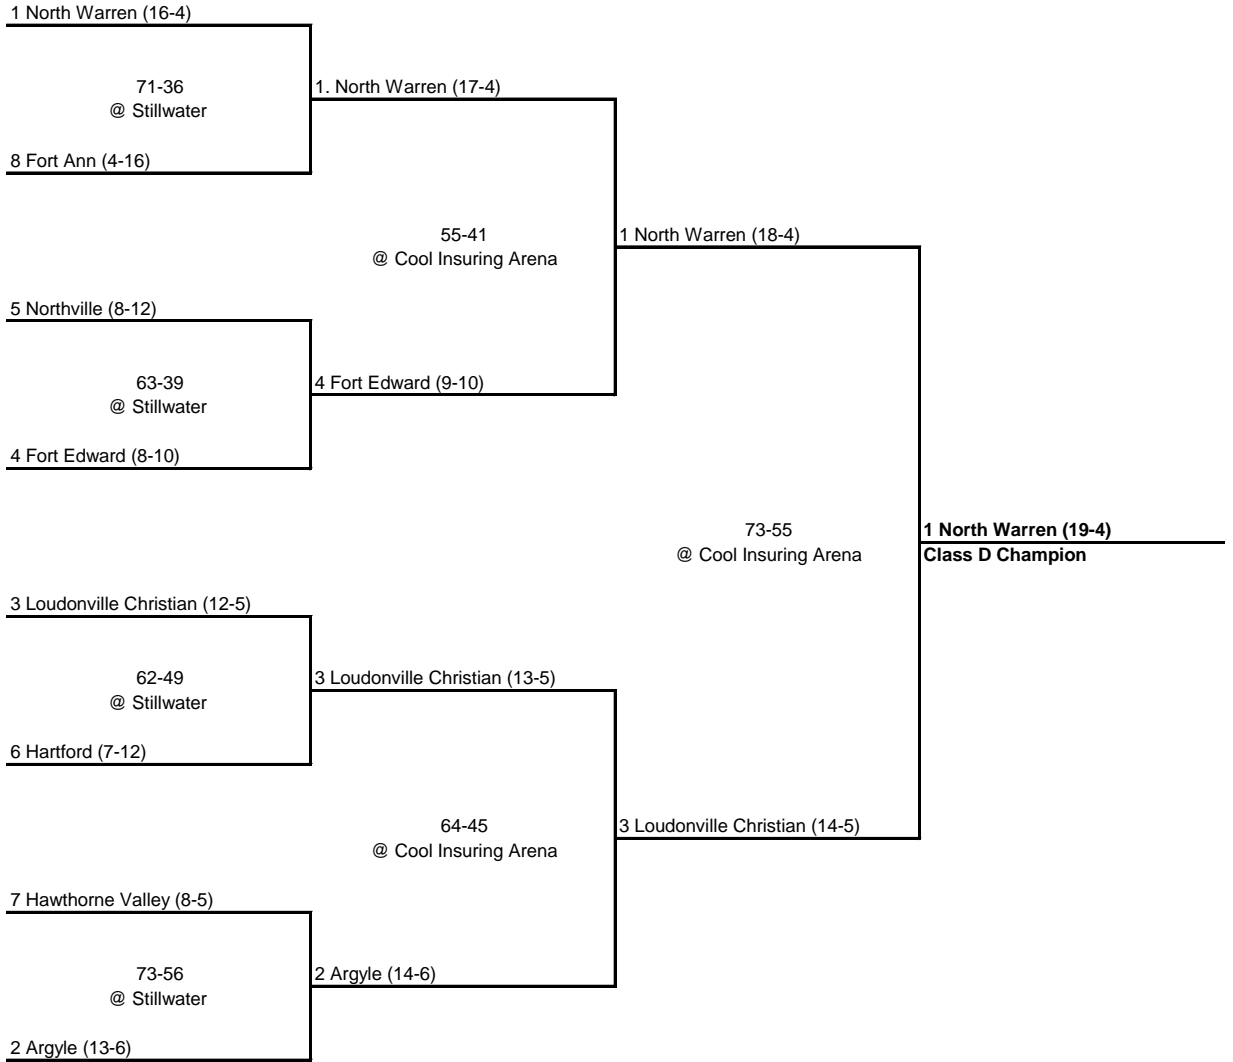 1 North Warren (16-4)
71-36
@ Stillwater
1. North Warren (17-4)
8 Fort Ann (4-16)
55-41
@ Cool Insuring Arena
1 North Warren (18-4)
5 Northville (8-12)
63-39
@ Stillwater
4 Fort Edward (9-10)
4 Fort Edward (8-10)
73-55
@ Cool Insuring Arena
1 North Warren (19-4)
Class D Champion
3 Loudonville Christian (12-5)
62-49
@ Stillwater
3 Loudonville Christian (13-5)
6 Hartford (7-12)
64-45
@ Cool Insuring Arena
3 Loudonville Christian (14-5)
7 Hawthorne Valley (8-5)
73-56
@ Stillwater
2 Argyle (14-6)
2 Argyle (13-6)